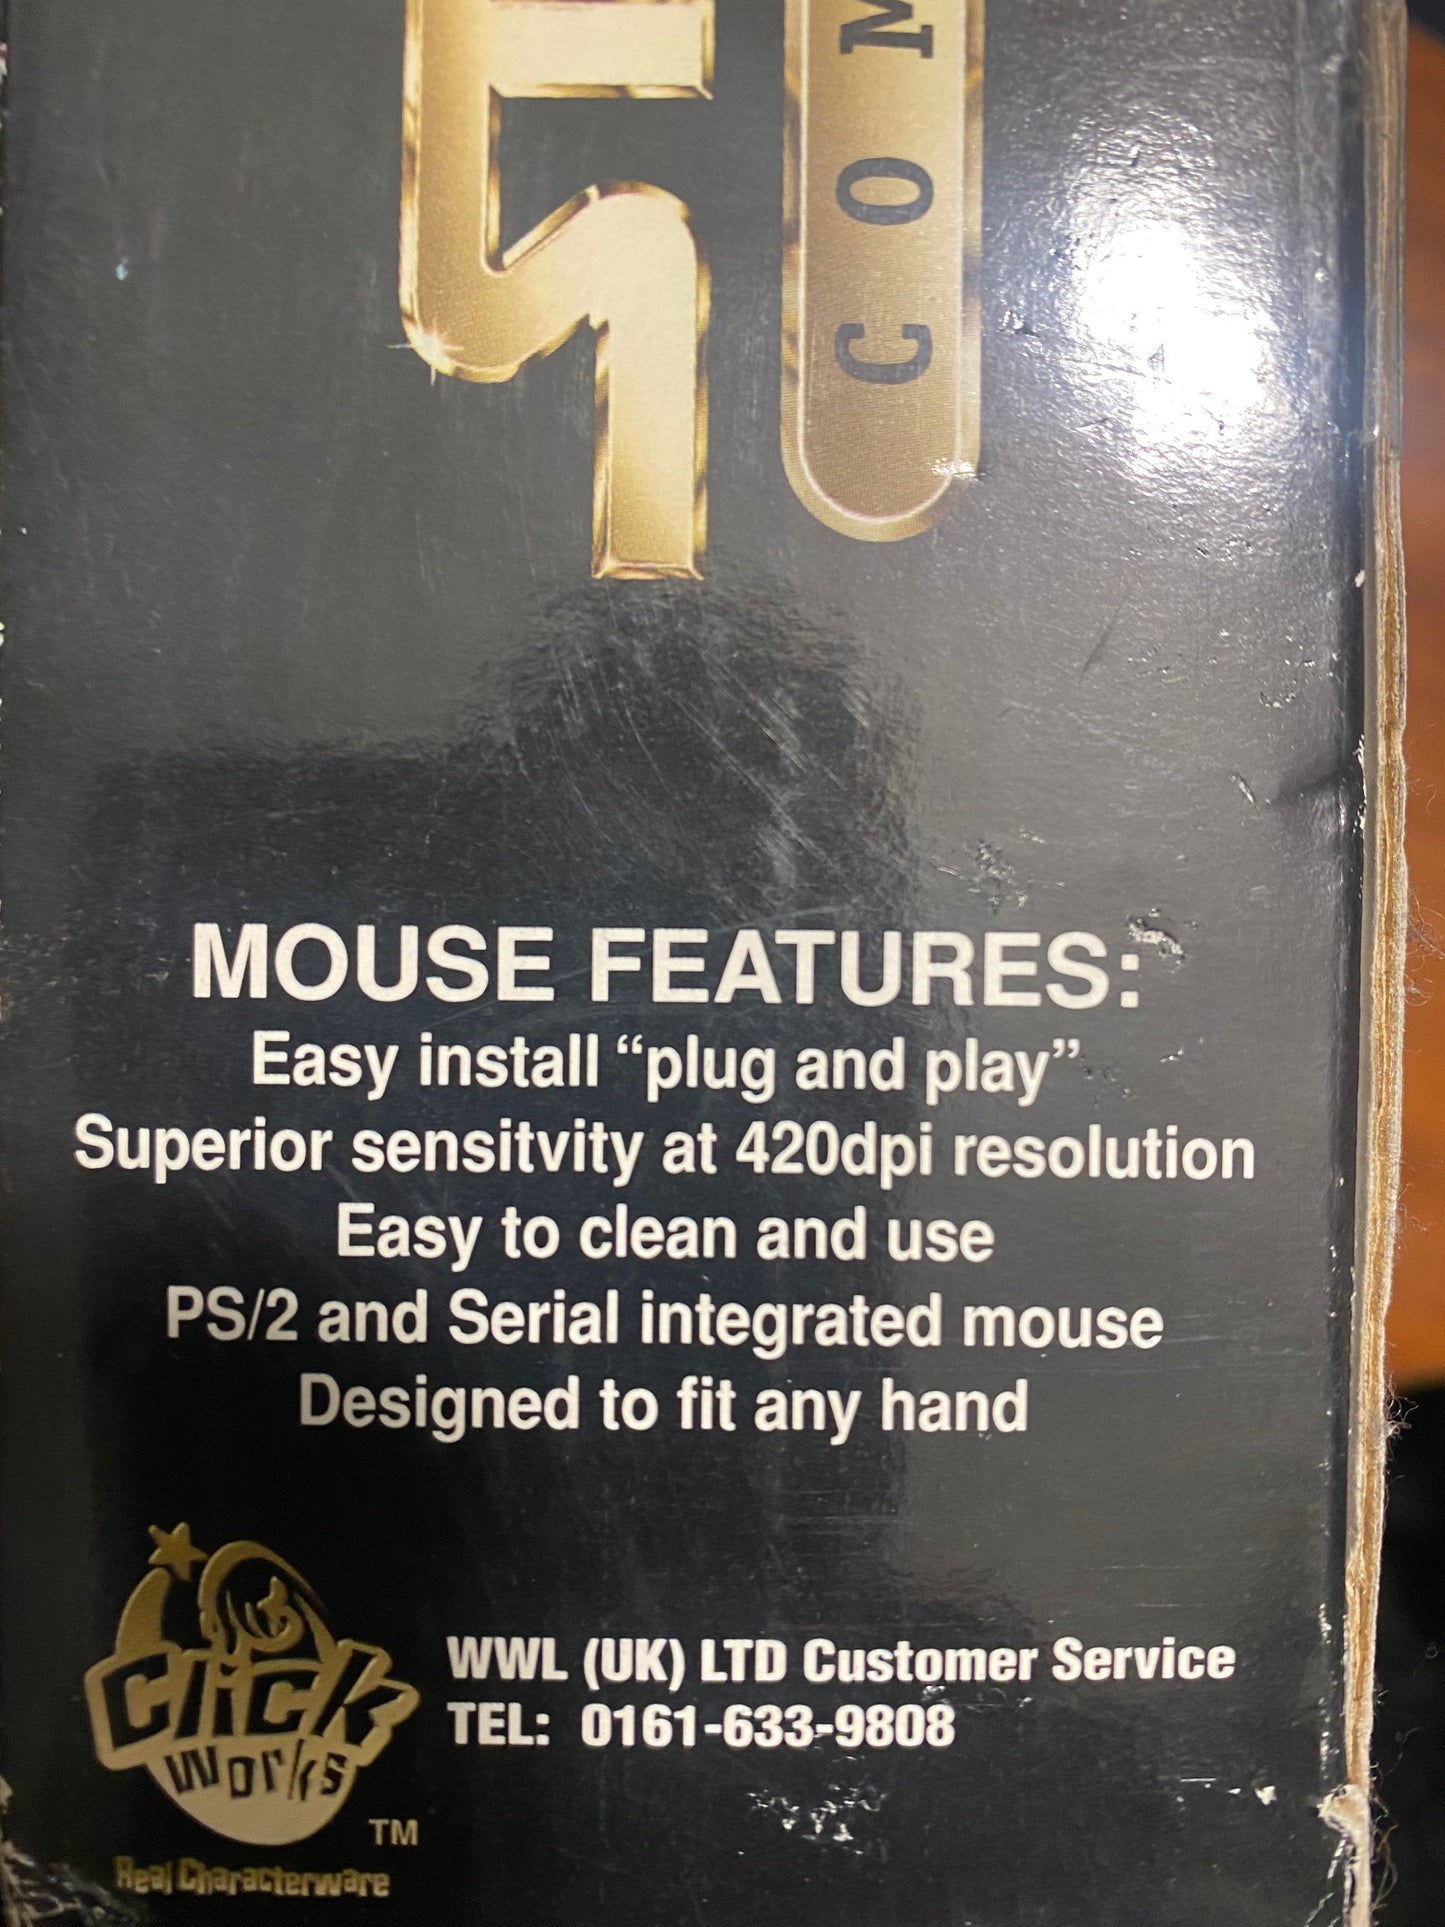 COM
MOUSE FEATURES:
Easy install “plug and play”
Superior sensitvity at 420dpi resolution
Easy to clean and use
PS/2 and Serial integrated mouse
Designed to fit any hand
Click
Works
TM
Real Characterware
WWL (UK) LTD Customer Service
TEL: 0161-633-9808